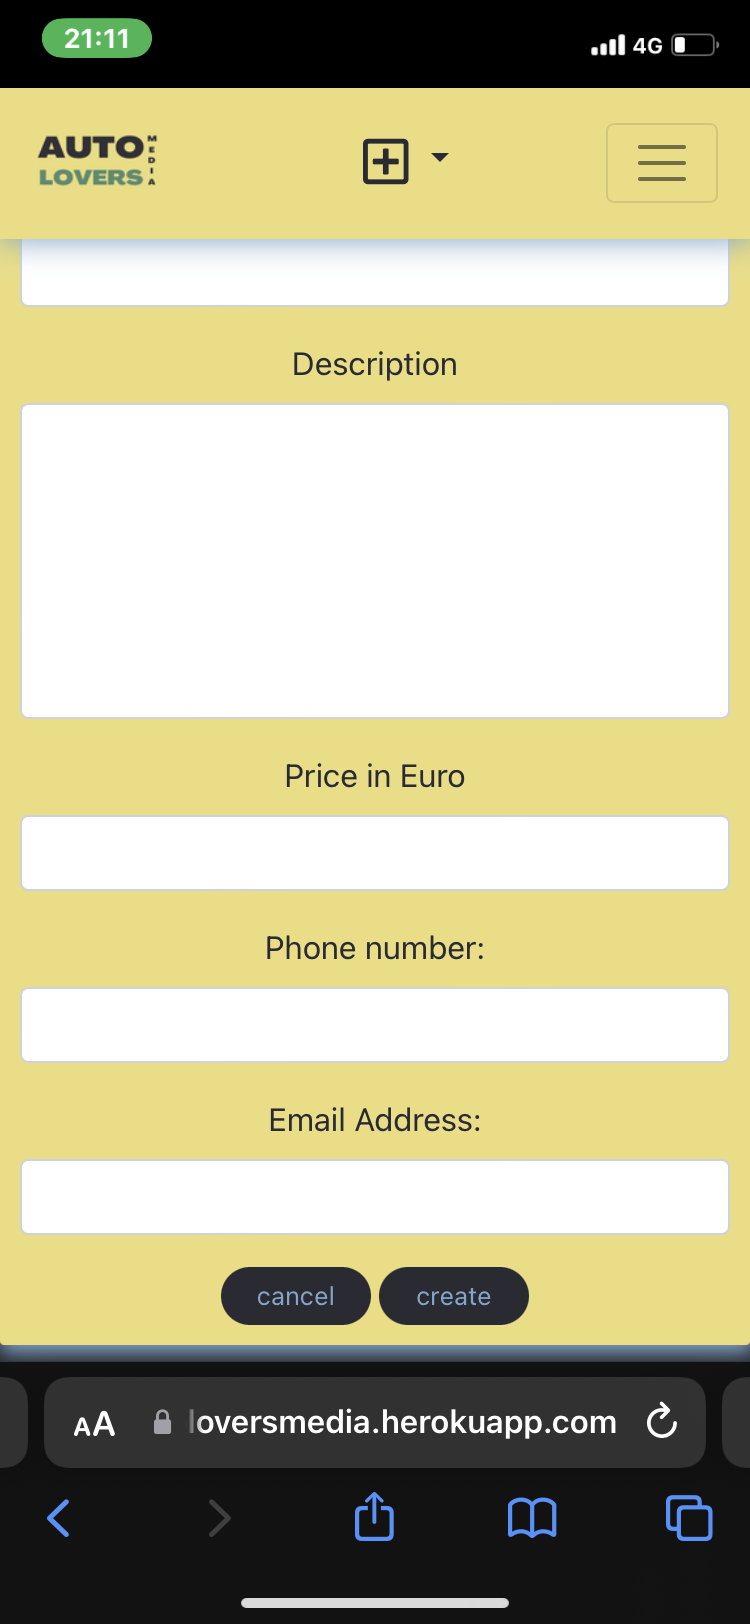 21:11
4G
AUTO
LOVERS
MEDIA
Description
Price in Euro
Phone number:
Email Address:
cancel create
AA loversmedia.herokuapp.com